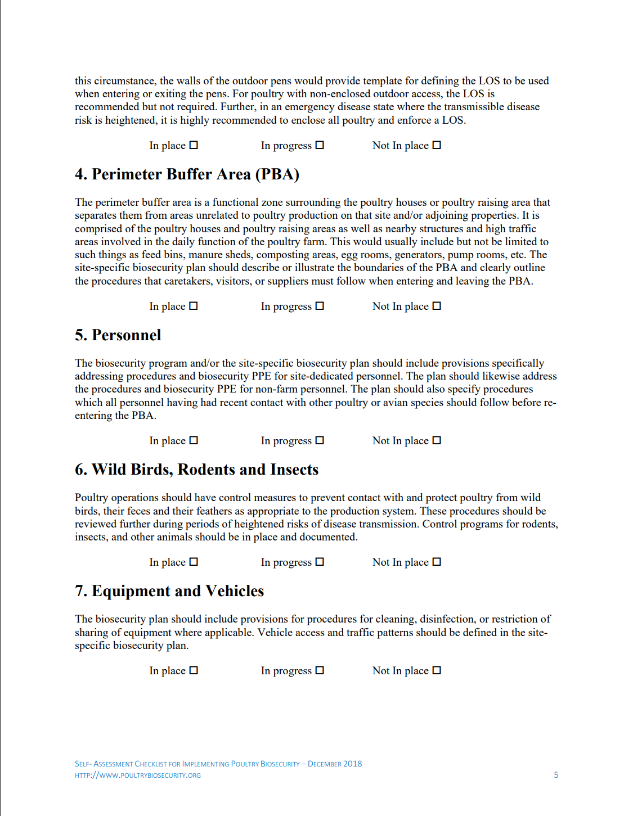 this circumstance, the walls of the outdoor pens would provide template for defining the LOS to be used
when entering or exiting the pens. For poultry with non-enclosed outdoor access, the LOS is
recommended but not required. Further, in an emergency disease state where the transmissible disease
risk is heightened, it is highly recommended to enclose all poultry and enforce a LOS.
In place ☐ In progress ☐ Not In place ☐
4. Perimeter Buffer Area (PBA)
The perimeter buffer area is a functional zone surrounding the poultry houses or poultry raising area that
separates them from areas unrelated to poultry production on that site and/or adjoining properties. It is
comprised of the poultry houses and poultry raising areas as well as nearby structures and high traffic
areas involved in the daily function of the poultry farm. This would usually include but not be limited to
such things as feed bins, manure sheds, composting areas, egg rooms, generators, pump rooms, etc. The
site-specific biosecurity plan should describe or illustrate the boundaries of the PBA and clearly outline
the procedures that caretakers, visitors, or suppliers must follow when entering and leaving the PBA.
In place ☐ In progress ☐ Not In place ☐
5. Personnel
The biosecurity program and/or the site-specific biosecurity plan should include provisions specifically
addressing procedures and biosecurity PPE for site-dedicated personnel. The plan should likewise address
the procedures and biosecurity PPE for non-farm personnel. The plan should also specify procedures
which all personnel having had recent contact with other poultry or avian species should follow before re-
entering the PBA.
In place ☐ In progress ☐ Not In place ☐
6. Wild Birds, Rodents and Insects
Poultry operations should have control measures to prevent contact with and protect poultry from wild
birds, their feces and their feathers as appropriate to the production system. These procedures should be
reviewed further during periods of heightened risks of disease transmission. Control programs for rodents,
insects, and other animals should be in place and documented.
In place ☐ In progress ☐ Not In place ☐
7. Equipment and Vehicles
The biosecurity plan should include provisions for procedures for cleaning, disinfection, or restriction of
sharing of equipment where applicable. Vehicle access and traffic patterns should be defined in the site-
specific biosecurity plan.
In place ☐ In progress ☐ Not In place ☐
SELF- ASSESSMENT CHECKLIST FOR IMPLEMENTING POULTRY BIOSECURITY – DECEMBER 2018
HTTP://WWW.POULTRYBIOSECURITY.ORG 5